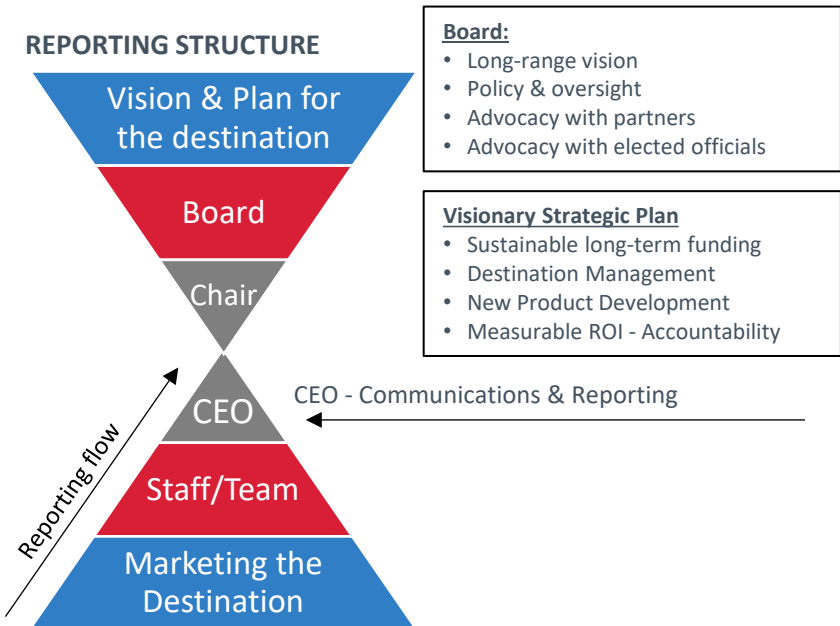 REPORTING STRUCTURE
Vision & Plan for
the destination
Board
Chair
CEO
Staff/Team
Marketing the
Destination
Reporting flow
Board:
• Long-range vision
• Policy & oversight
• Advocacy with partners
• Advocacy with elected officials
Visionary Strategic Plan
• Sustainable long-term funding
• Destination Management
• New Product Development
• Measurable ROI - Accountability
CEO - Communications & Reporting